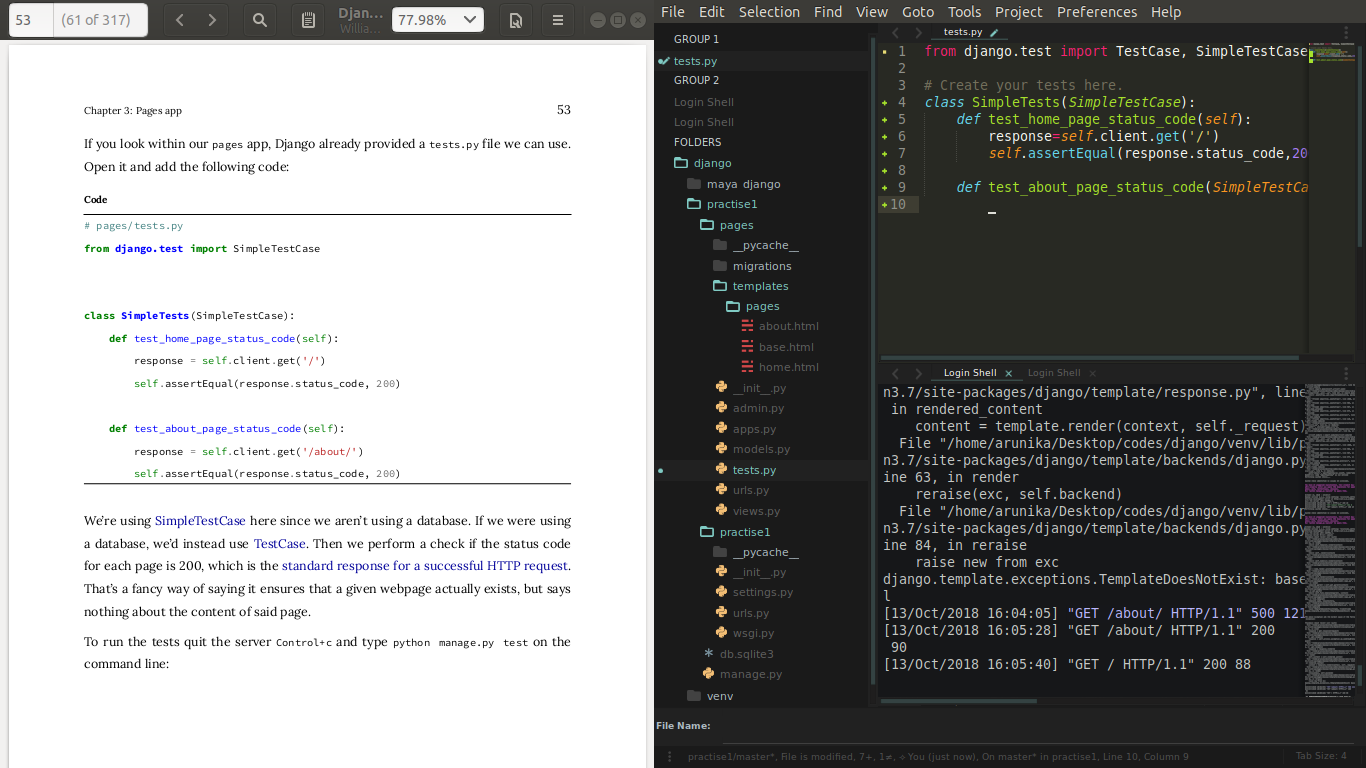 53 (61 of 317) Djan... Willia... 77.98%
Chapter 3: Pages app 53
If you look within our pages app, Django already provided a tests.py file we can use.
Open it and add the following code:
Code
# pages/tests.py
from django.test import SimpleTestCase
class SimpleTests(SimpleTestCase):
def test_home_page_status_code(self):
response = self.client.get('/')
self.assertEqual(response.status_code, 200)
def test_about_page_status_code(self):
response = self.client.get('/about/')
self.assertEqual(response.status_code, 200)
We're using SimpleTestCase here since we aren't using a database. If we were using
a database, we'd instead use TestCase. Then we perform a check if the status code
for each page is 200, which is the standard response for a successful HTTP request.
That's a fancy way of saying it ensures that a given webpage actually exists, but says
nothing about the content of said page.
To run the tests quit the server Control+c and type python manage.py test on the
command line:
File Edit Selection Find View Goto Tools Project Preferences Help
GROUP 1
tests.py
GROUP 2
Login Shell
Login Shell
FOLDERS
django
maya django
practise1
pages
__pycache__
migrations
templates
pages
about.html
base.html
home.html
__init__.py
admin.py
apps.py
models.py
tests.py
urls.py
views.py
practise1
__pycache__
__init__.py
settings.py
urls.py
wsgi.py
db.sqlite3
manage.py
venv
tests.py
1 from django.test import TestCase, SimpleTestCase
2
3 # Create your tests here.
4 class SimpleTests(SimpleTestCase):
5 def test_home_page_status_code(self):
6 response=self.client.get('/')
7 self.assertEqual(response.status_code,20
8
9 def test_about_page_status_code(SimpleTestCa
10
Login Shell × Login Shell ×
n3.7/site-packages/django/template/response.py", line
in rendered_content
content = template.render(context, self._request)
File "/home/arunika/Desktop/codes/django/venv/lib/p
n3.7/site-packages/django/template/backends/django.py
ine 63, in render
reraise(exc, self.backend)
File "/home/arunika/Desktop/codes/django/venv/lib/p
n3.7/site-packages/django/template/backends/django.py
ine 84, in reraise
raise new from exc
django.template.exceptions.TemplateDoesNotExist: base
l
[13/Oct/2018 16:04:05] "GET /about/ HTTP/1.1" 500 121
[13/Oct/2018 16:05:28] "GET /about/ HTTP/1.1" 200
90
[13/Oct/2018 16:05:40] "GET / HTTP/1.1" 200 88
File Name:
practise1/master*, File is modified, 7+, 1≠, ⟡ You (just now), On master* in practise1, Line 10, Column 9 Tab Size: 4